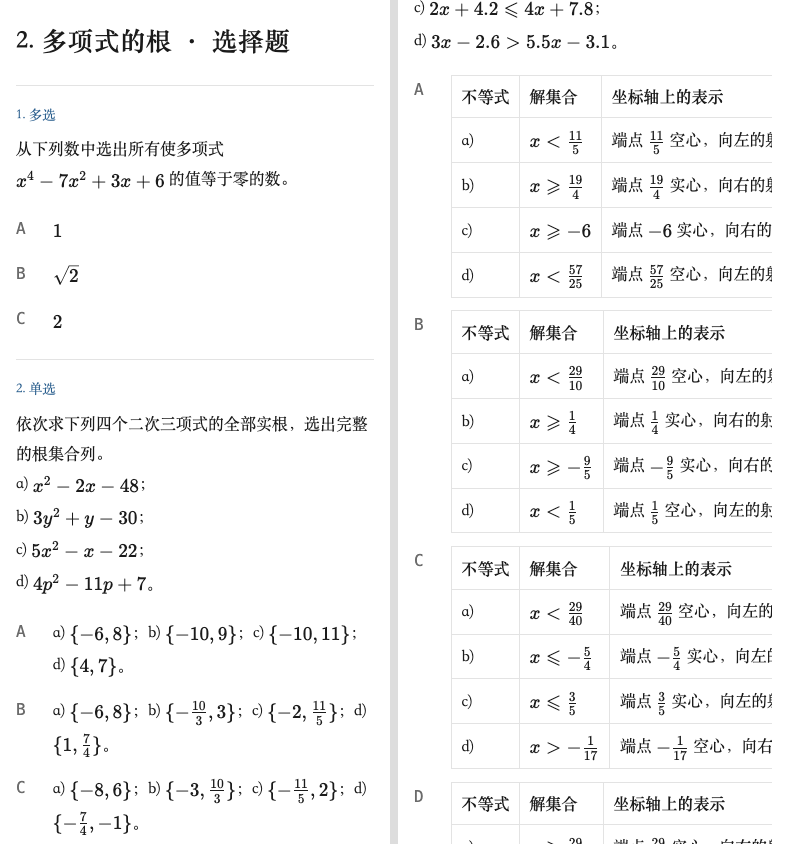 2. 多项式的根 · 选择题
1. 多选
从下列数中选出所有使多项式
x⁴ − 7x² + 3x + 6 的值等于零的数。
A 1
B √2
C 2
2. 单选
依次求下列四个二次三项式的全部实根，选出完整
的根集合列。
a) x² − 2x − 48；
b) 3y² + y − 30；
c) 5x² − x − 22；
d) 4p² − 11p + 7。
A a) {−6, 8}；b) {−10, 9}；c) {−10, 11}；
d) {4, 7}。
B a) {−6, 8}；b) {−10/3, 3}；c) {−2, 11/5}；d)
{1, 7/4}。
C a) {−8, 6}；b) {−3, 10/3}；c) {−11/5, 2}；d)
{−7/4, −1}。
c) 2x + 4.2 ⩽ 4x + 7.8；
d) 3x − 2.6 > 5.5x − 3.1。
A 不等式 解集合 坐标轴上的表示
a) x < 11/5 端点 11/5 空心，向左的
b) x ⩾ 19/4 端点 19/4 实心，向右的
c) x ⩾ −6 端点 −6 实心，向右的
d) x < 57/25 端点 57/25 空心，向左的
B 不等式 解集合 坐标轴上的表示
a) x < 29/10 端点 29/10 空心，向左的
b) x ⩾ 1/4 端点 1/4 实心，向右的射
c) x ⩾ −9/5 端点 −9/5 实心，向右的
d) x < 1/5 端点 1/5 空心，向左的射
C 不等式 解集合 坐标轴上的表示
a) x < 29/40 端点 29/40 空心，向左的
b) x ⩽ −5/4 端点 −5/4 实心，向左
c) x ⩽ 3/5 端点 3/5 实心，向左的
d) x > −1/17 端点 −1/17 空心，向右
D 不等式 解集合 坐标轴上的表示